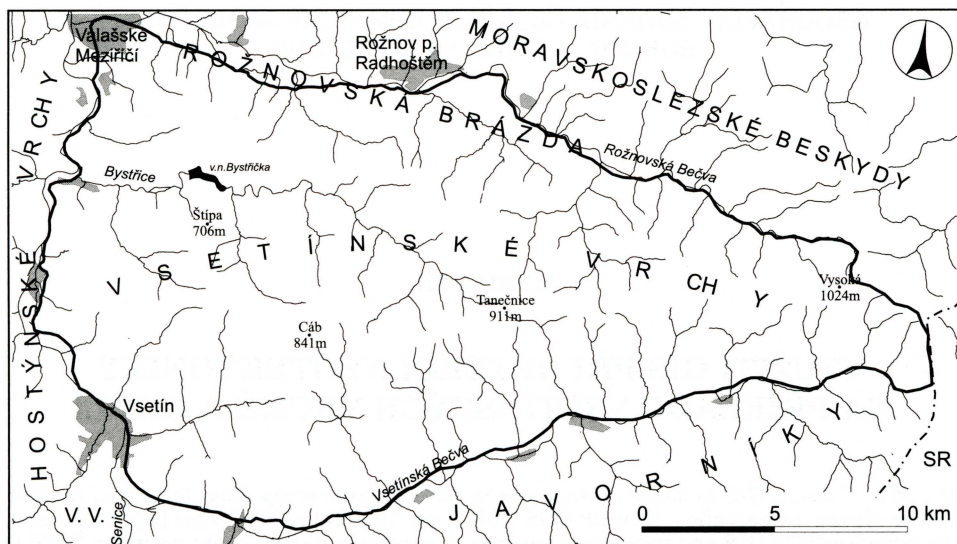 Valašské
Meziříčí
Rožnov p.
Radhoštěm
MORAVSKOSLEZSKÉ BESKYDY
ROŽNOVSKÁ BRÁZDA
Rožnovská Bečva
HOSTÝNSKÉ VRCHY
Bystřice
v.n.Bystřička
Štípa
706m
VSETÍNSKÉ VRCHY
Vysoká
1024m
Tanečnice
911m
Cáb
841m
Vsetín
Vsetínská Bečva
JAVORNÍKY
SR
V. V.
Senice
0 5 10 km